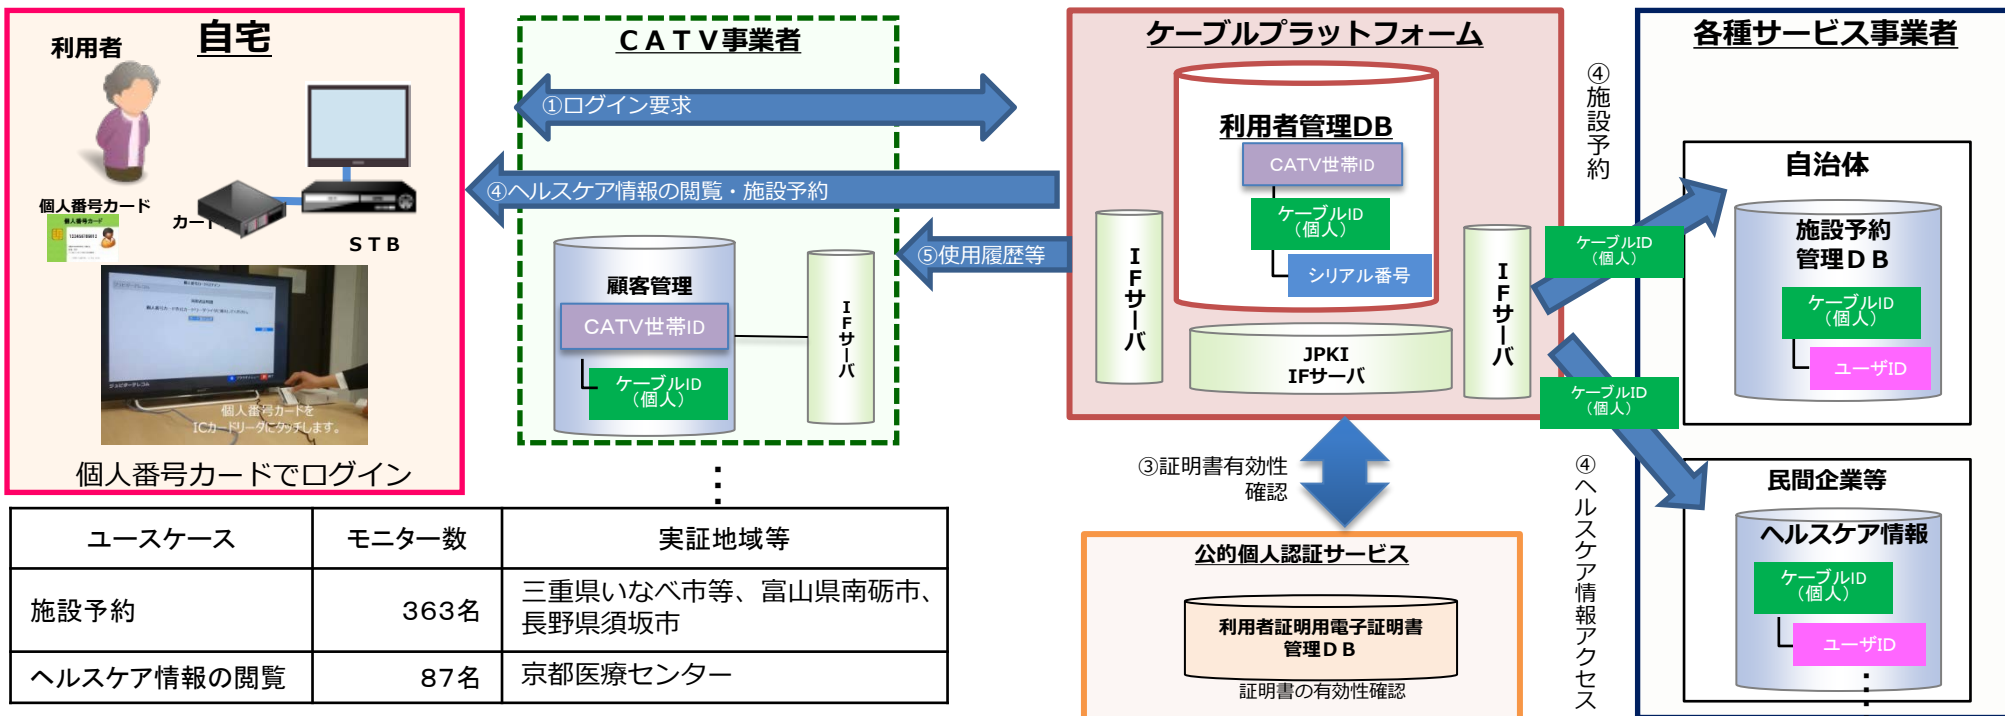 自宅
利用者
個人番号カード
個人番号カード
カード
ＳＴＢ
個人番号カードを
ICカードリーダにタッチします。
個人番号カードでログイン
ＣＡＴＶ事業者
①ログイン要求
④ヘルスケア情報の閲覧・施設予約
⑤使用履歴等
顧客管理
CATV世帯ID
ケーブルID
（個人）
ＩＦサーバ
ケーブルプラットフォーム
利用者管理DB
CATV世帯ID
ケーブルID
（個人）
シリアル番号
ＩＦサーバ
ＩＦサーバ
JPKI
IFサーバ
③証明書有効性
確認
公的個人認証サービス
利用者証明用電子証明書
管理ＤＢ
証明書の有効性確認
④施設予約
ケーブルID
（個人）
ケーブルID
（個人）
④ヘルスケア情報アクセス
各種サービス事業者
自治体
施設予約
管理ＤＢ
ケーブルID
（個人）
ユーザID
民間企業等
ヘルスケア情報
ケーブルID
（個人）
ユーザID
ユースケース モニター数 実証地域等
施設予約 363名 三重県いなべ市等、富山県南砺市、
長野県須坂市
ヘルスケア情報の閲覧 87名 京都医療センター